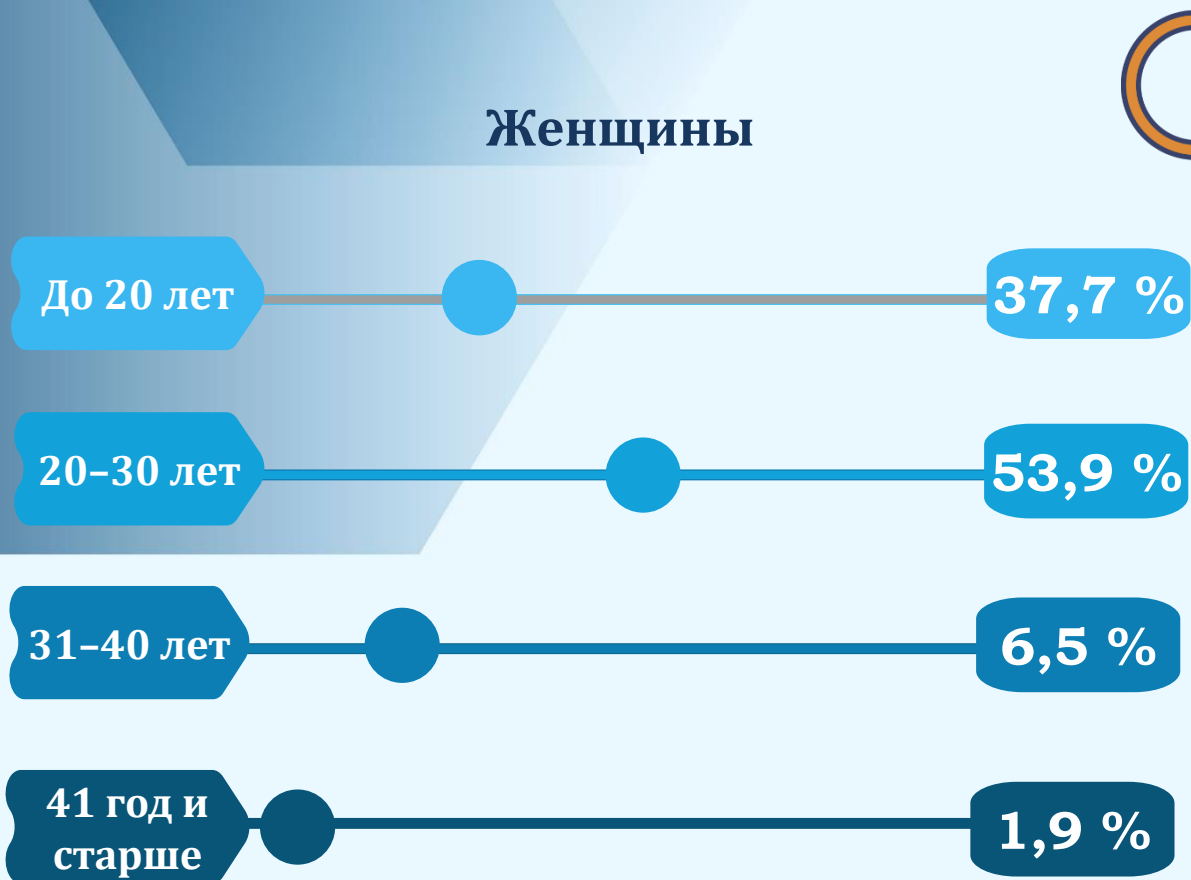 Женщины
До 20 лет
37,7 %
20–30 лет
53,9 %
31–40 лет
6,5 %
41 год и
старше
1,9 %